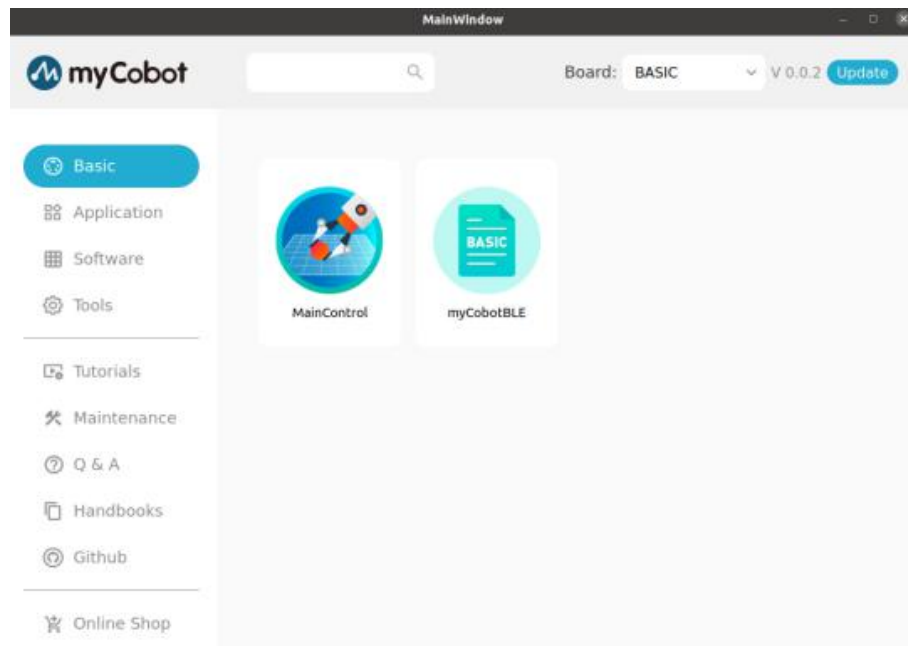 MainWindow
myCobot
Board: BASIC V 0.0.2 Update
Basic
Application
Software
Tools
Tutorials
Maintenance
Q & A
Handbooks
Github
Online Shop
BASIC
MainControl myCobotBLE